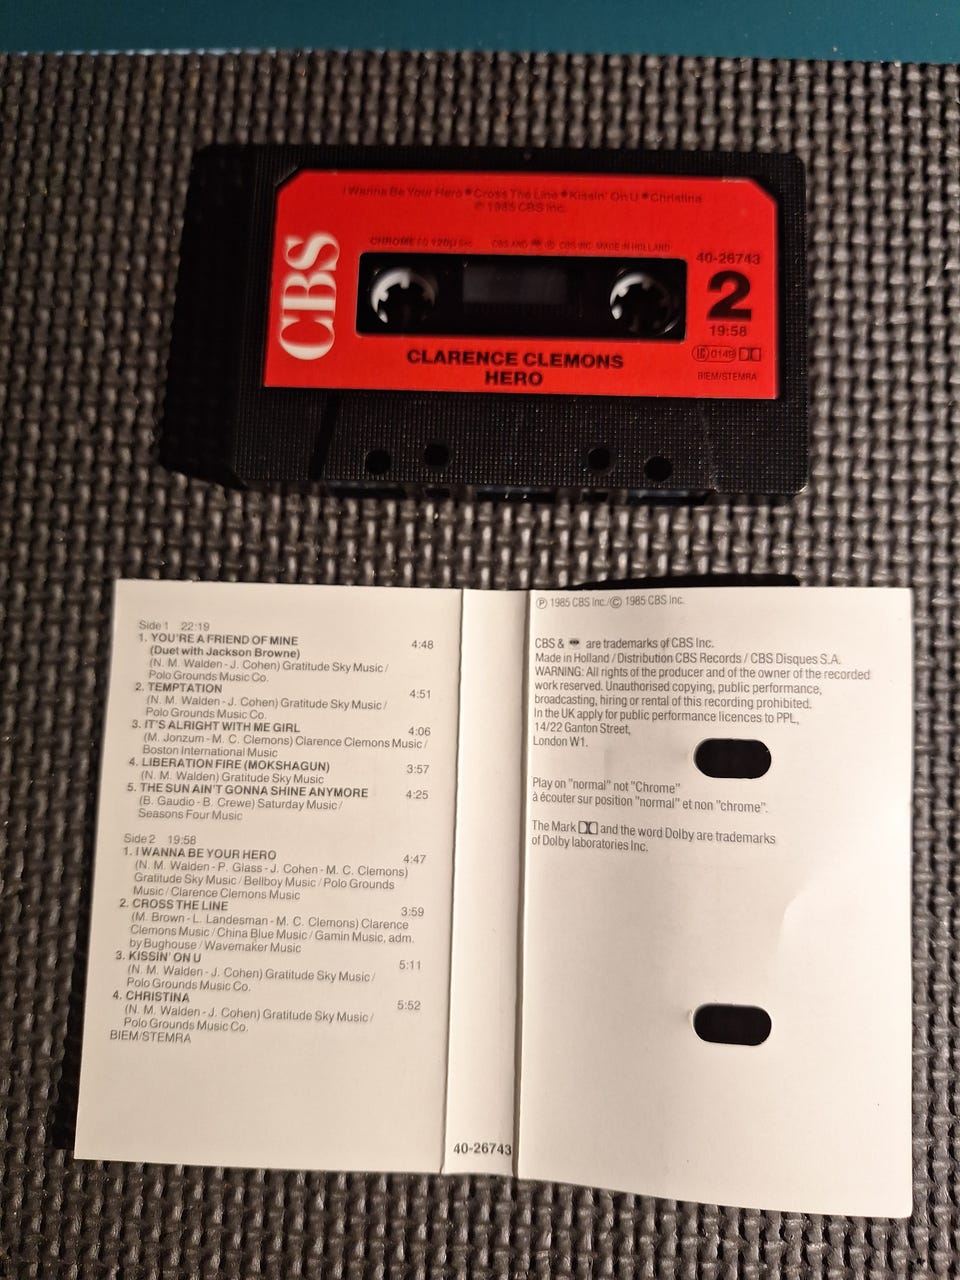 I Wanna Be Your Hero * Cross The Line * Kissin' On U * Christina
℗ 1985 CBS Inc.
CHROME EQ 120μ Sec CBS AND ℗ CBS INC. MADE IN HOLLAND
CBS
40-26743
2
19:58
BIEM/STEMRA
CLARENCE CLEMONS
HERO
Side 1 22:19
1. YOU'RE A FRIEND OF MINE 4:48
(Duet with Jackson Browne)
(N. M. Walden - J. Cohen) Gratitude Sky Music /
Polo Grounds Music Co.
2. TEMPTATION 4:51
(N. M. Walden - J. Cohen) Gratitude Sky Music /
Polo Grounds Music Co.
3. IT'S ALRIGHT WITH ME GIRL 4:06
(M. Jonzum - M. C. Clemons) Clarence Clemons Music /
Boston International Music
4. LIBERATION FIRE (MOKSHAGUN) 3:57
(N. M. Walden) Gratitude Sky Music
5. THE SUN AIN'T GONNA SHINE ANYMORE 4:25
(B. Gaudio - B. Crewe) Saturday Music /
Seasons Four Music
Side 2 19:58
1. I WANNA BE YOUR HERO 4:47
(N. M. Walden - P. Glass - J. Cohen - M. C. Clemons)
Gratitude Sky Music / Bellboy Music / Polo Grounds
Music / Clarence Clemons Music
2. CROSS THE LINE 3:59
(M. Brown - L. Landesman - M. C. Clemons) Clarence
Clemons Music / China Blue Music / Gamin Music, adm.
by Bughouse / Wavemaker Music
3. KISSIN' ON U 5:11
(N. M. Walden - J. Cohen) Gratitude Sky Music /
Polo Grounds Music Co.
4. CHRISTINA 5:52
(N. M. Walden - J. Cohen) Gratitude Sky Music /
Polo Grounds Music Co.
BIEM/STEMRA
40-26743
℗ 1985 CBS Inc./© 1985 CBS Inc.
CBS & are trademarks of CBS Inc.
Made in Holland / Distribution CBS Records / CBS Disques S.A.
WARNING: All rights of the producer and of the owner of the recorded
work reserved. Unauthorised copying, public performance,
broadcasting, hiring or rental of this recording prohibited.
In the UK apply for public performance licences to PPL,
14/22 Ganton Street,
London W1.
Play on "normal" not "Chrome"
à écouter sur position "normal" et non "chrome".
The Mark and the word Dolby are trademarks
of Dolby laboratories Inc.